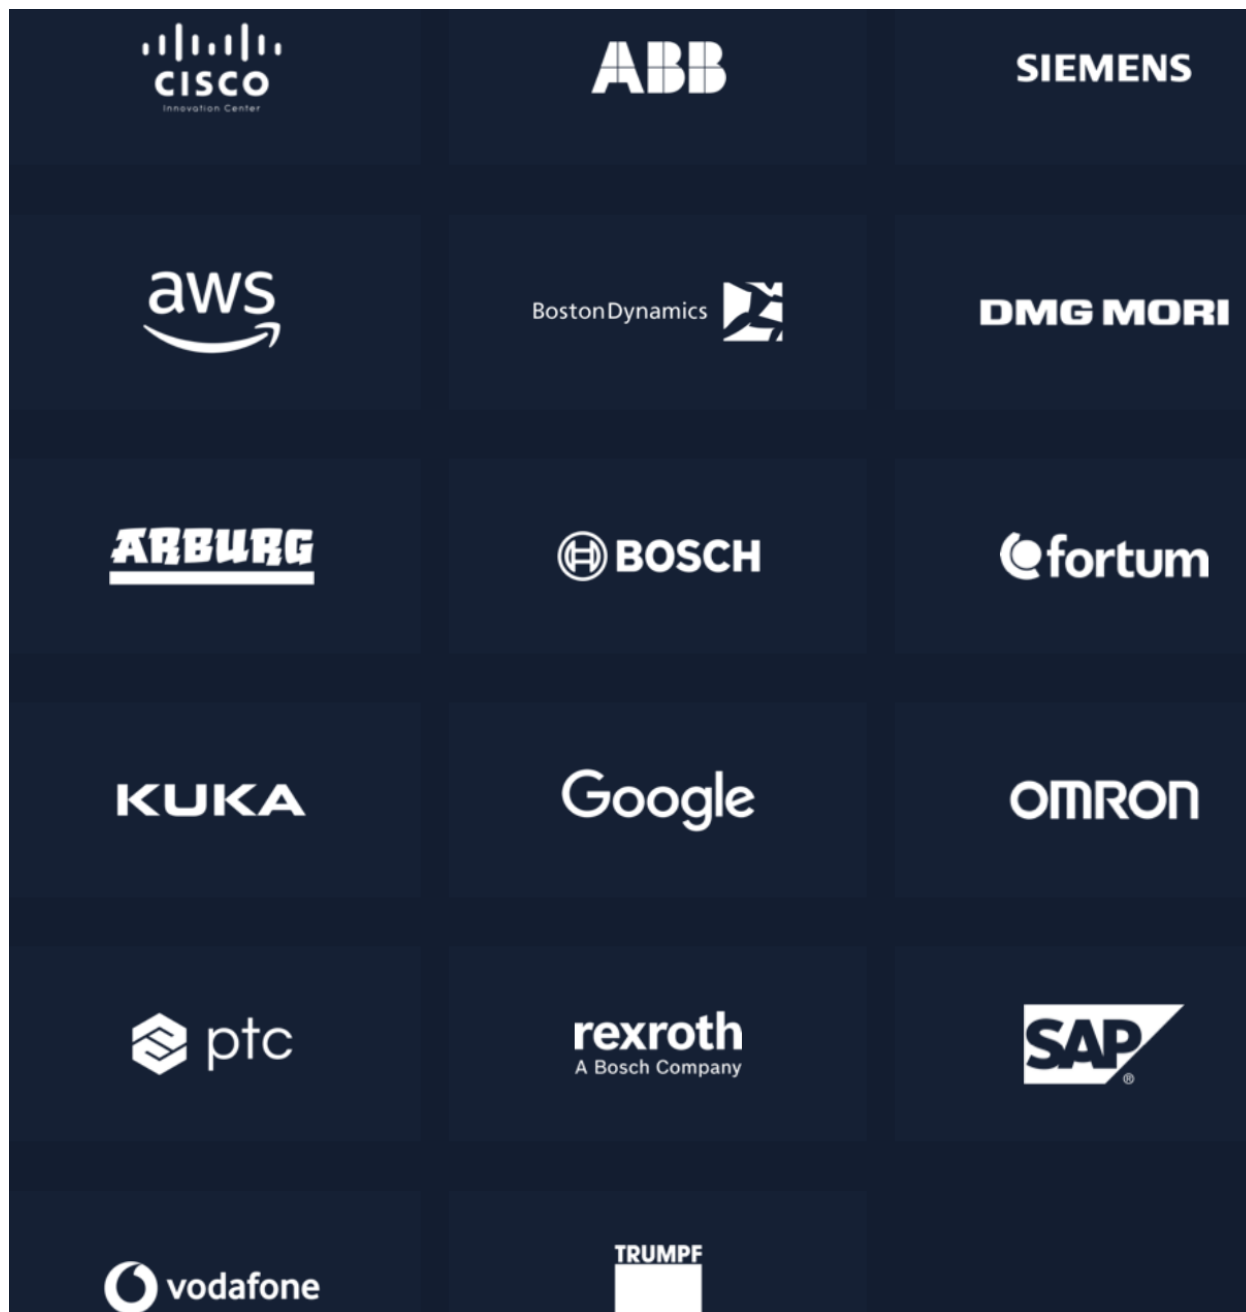 CISCO
Innovation Center
ABB
SIEMENS
aws
BostonDynamics
DMG MORI
ARBURG
BOSCH
fortum
KUKA
Google
OMRON
ptc
rexroth
A Bosch Company
SAP
®
vodafone
TRUMPF